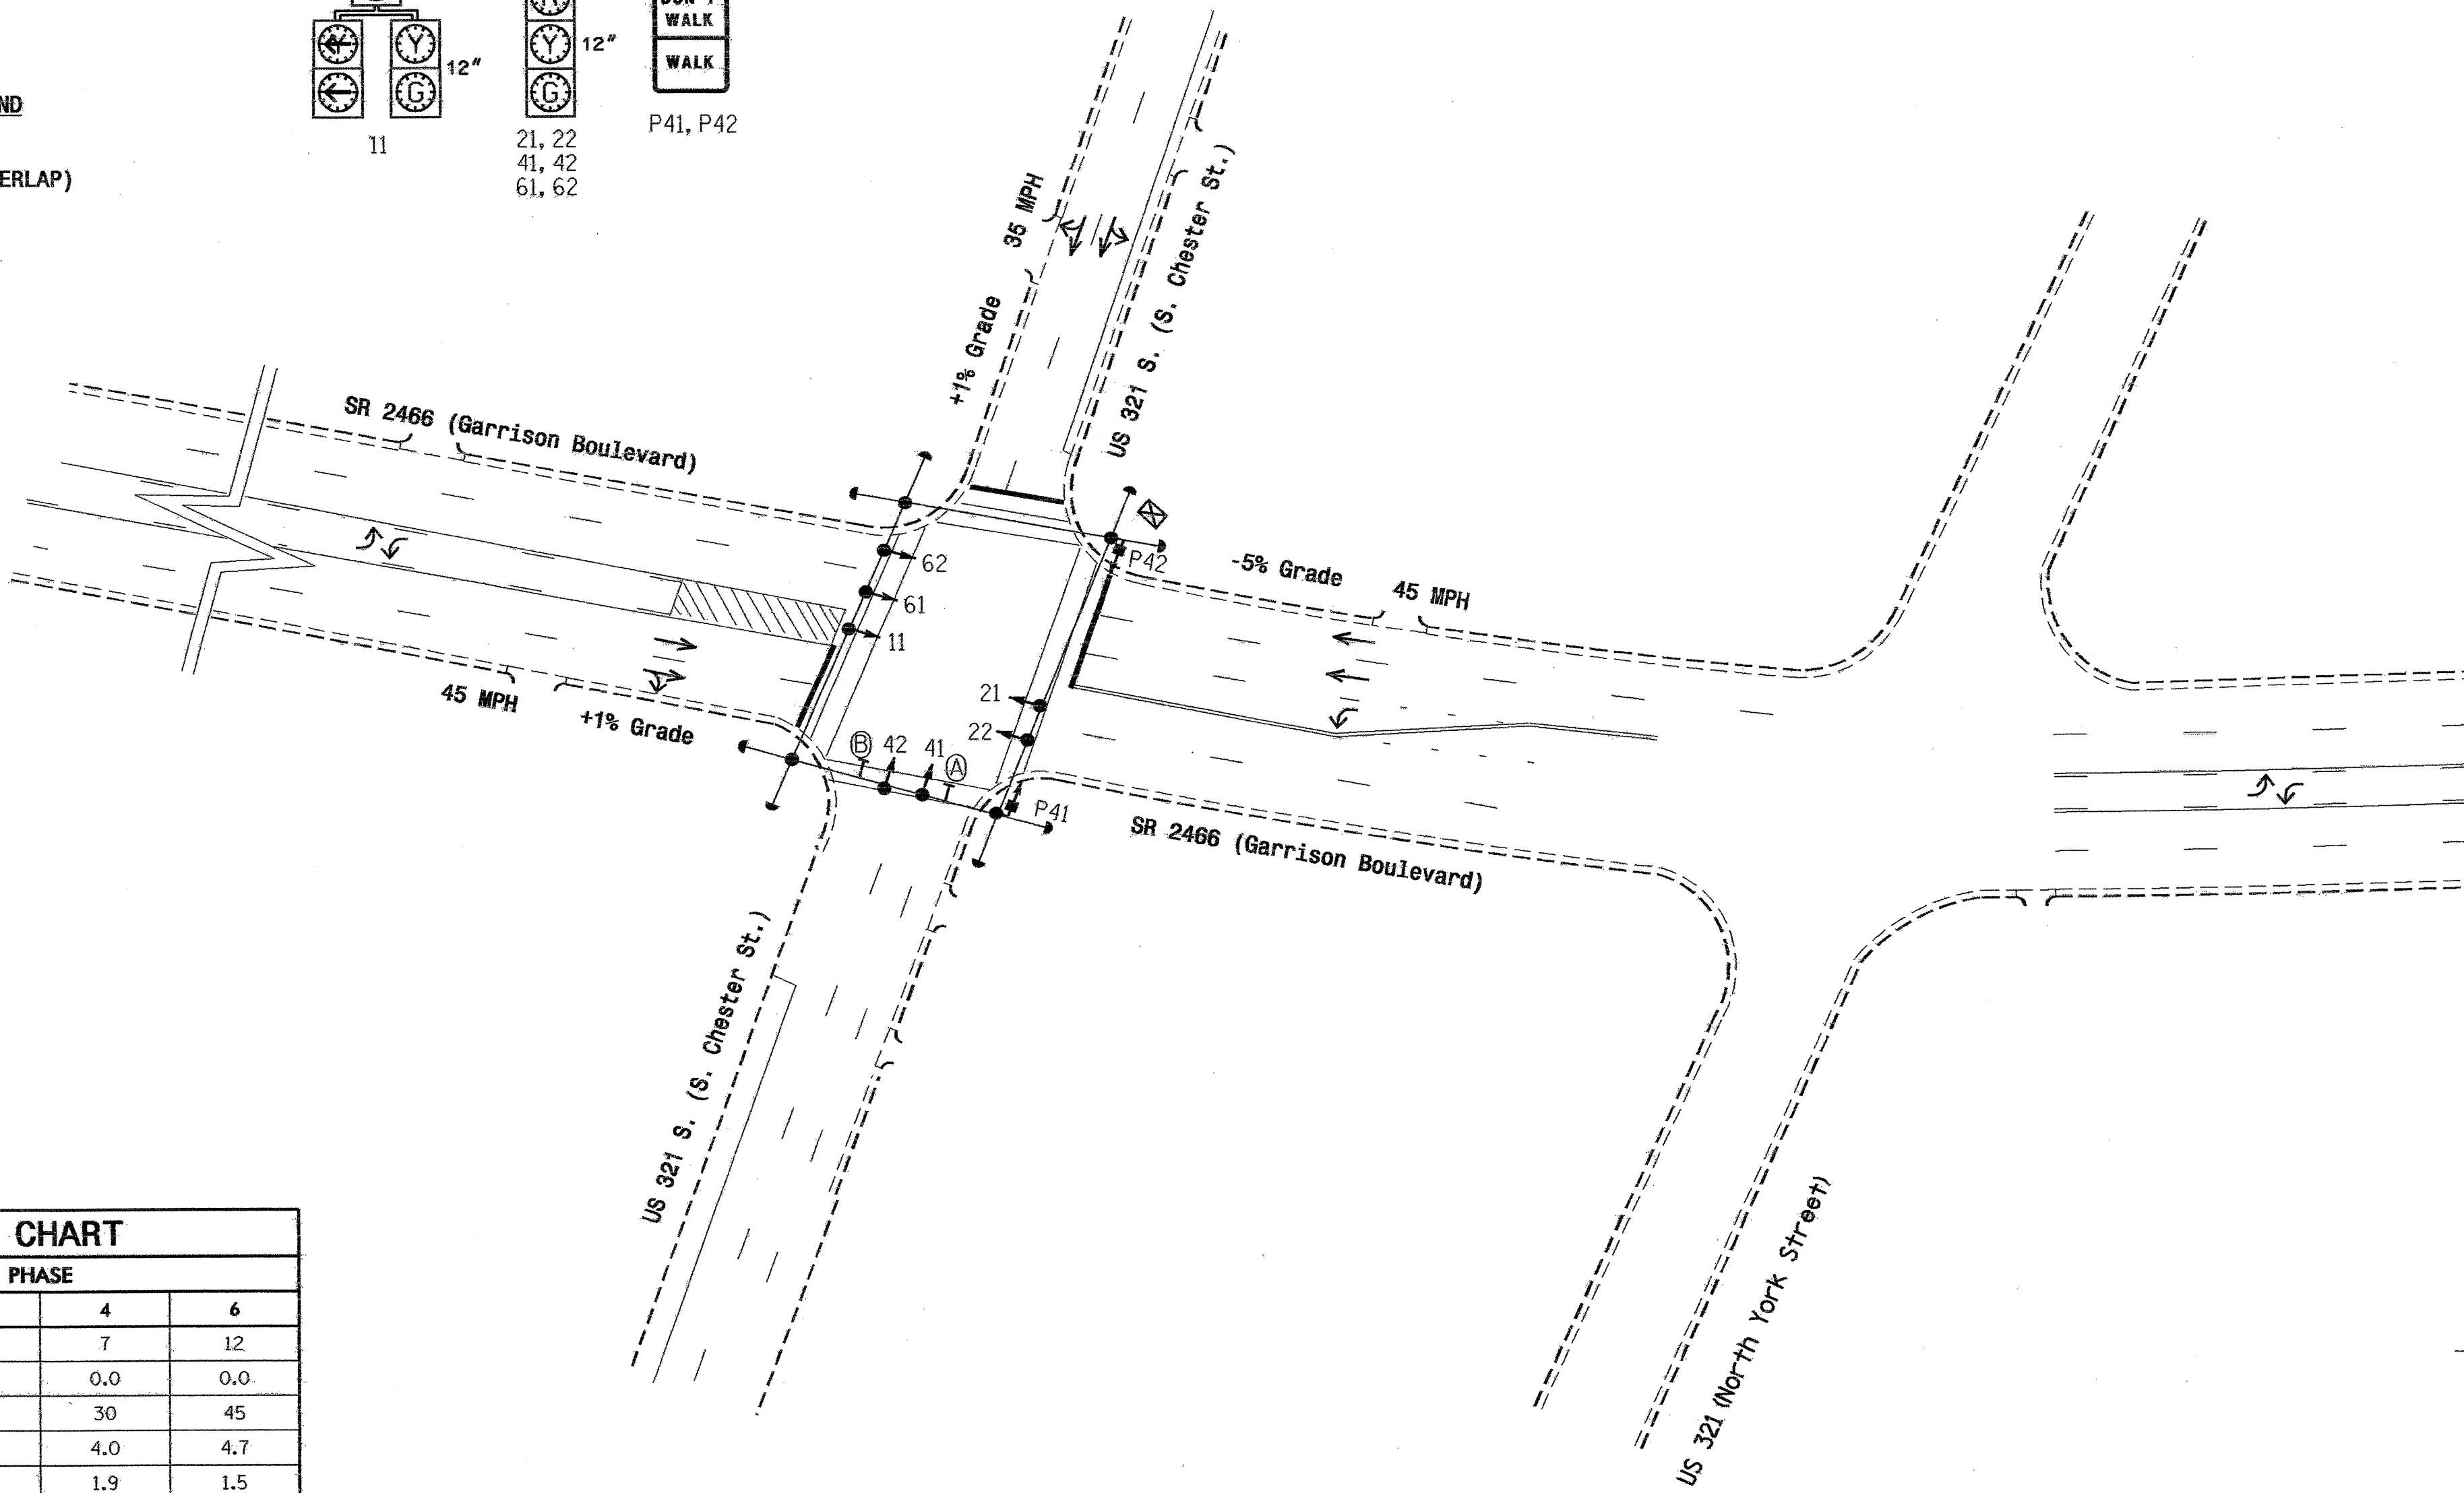 ND
ERLAP)
Y
Y
G
12"
11
Y
G
12"
21, 22
41, 42
61, 62
WALK
WALK
P41, P42
35 MPH
+1% Grade
US 321 S. (S. Chester St.)
SR 2466 (Garrison Boulevard)
62
61
11
P42
-5% Grade
45 MPH
21
22
45 MPH
+1% Grade
B
42
41
A
P41
SR 2466 (Garrison Boulevard)
US 321 S. (S. Chester St.)
US 321 (North York Street)
CHART
PHASE
4 6
7 12
0.0 0.0
30 45
4.0 4.7
1.9 1.5